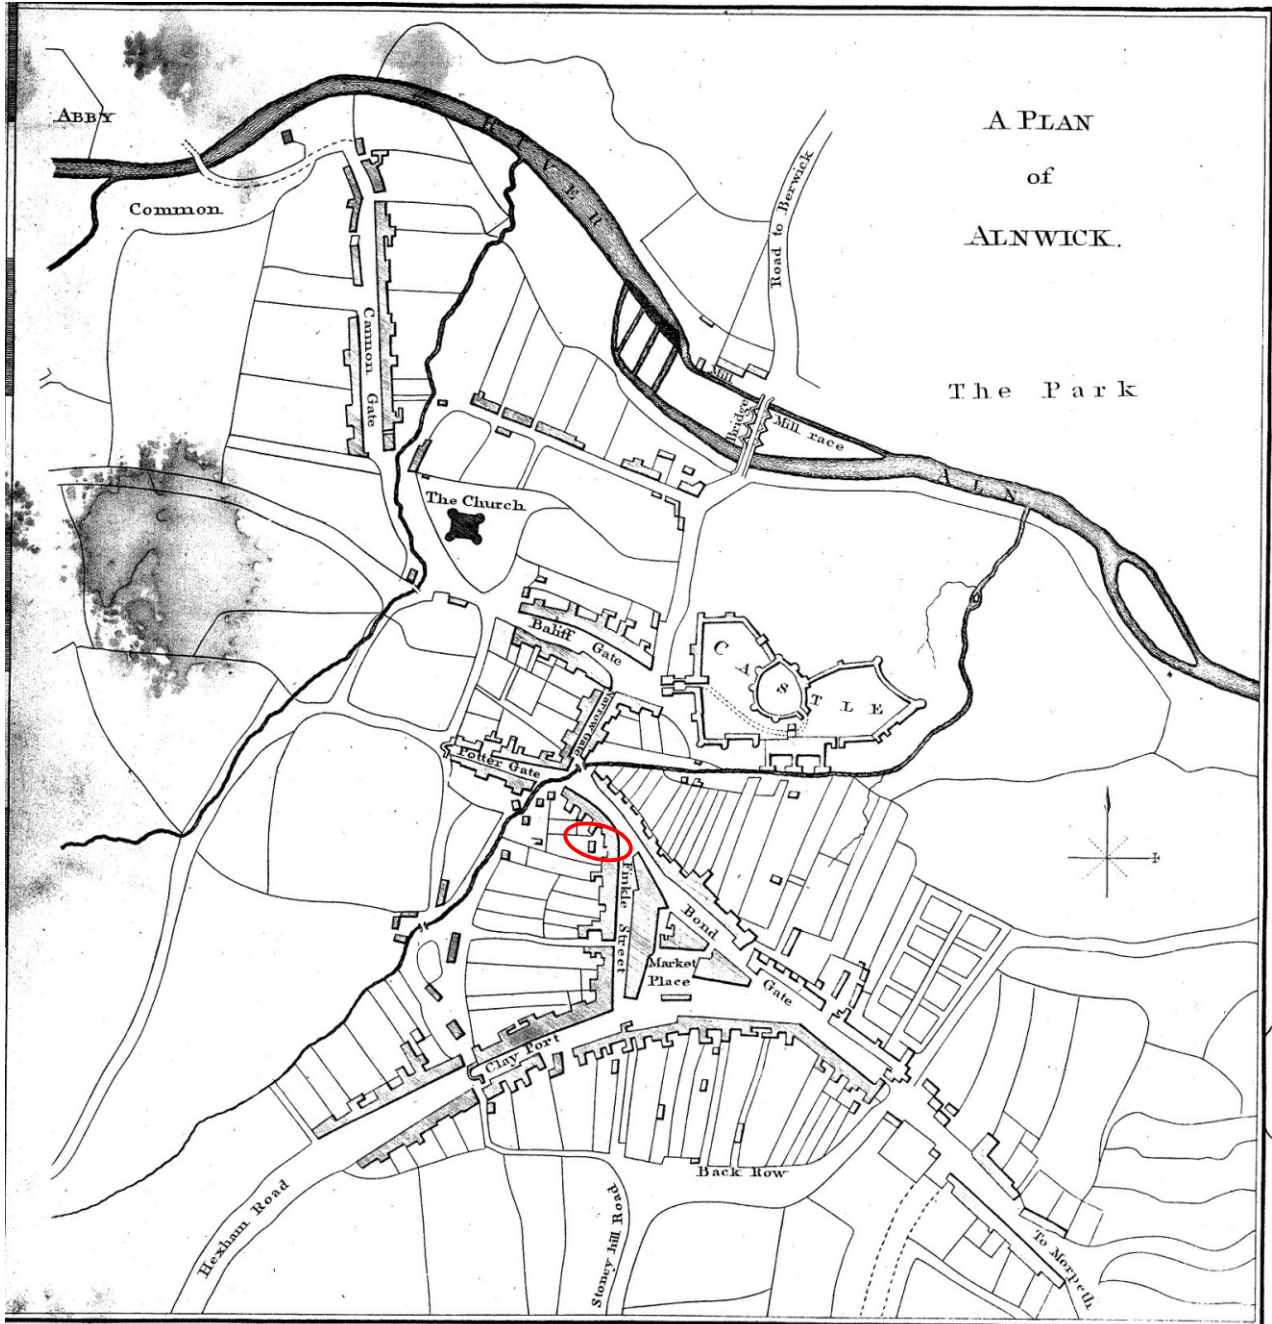 A PLAN
of
ALNWICK.
ABBY
Common
RIVER
Road to Berwick
The Park
Cannon Gate
Mill
Bridge
Mill race
ALN
The Church
Baliff Gate
CASTLE
Narrow Gate
Potter Gate
Finkle Street
Bond Gate
Market
Place
Clay Port
Back Row
Hexham Road
Stoney hill Road
To Morpeth